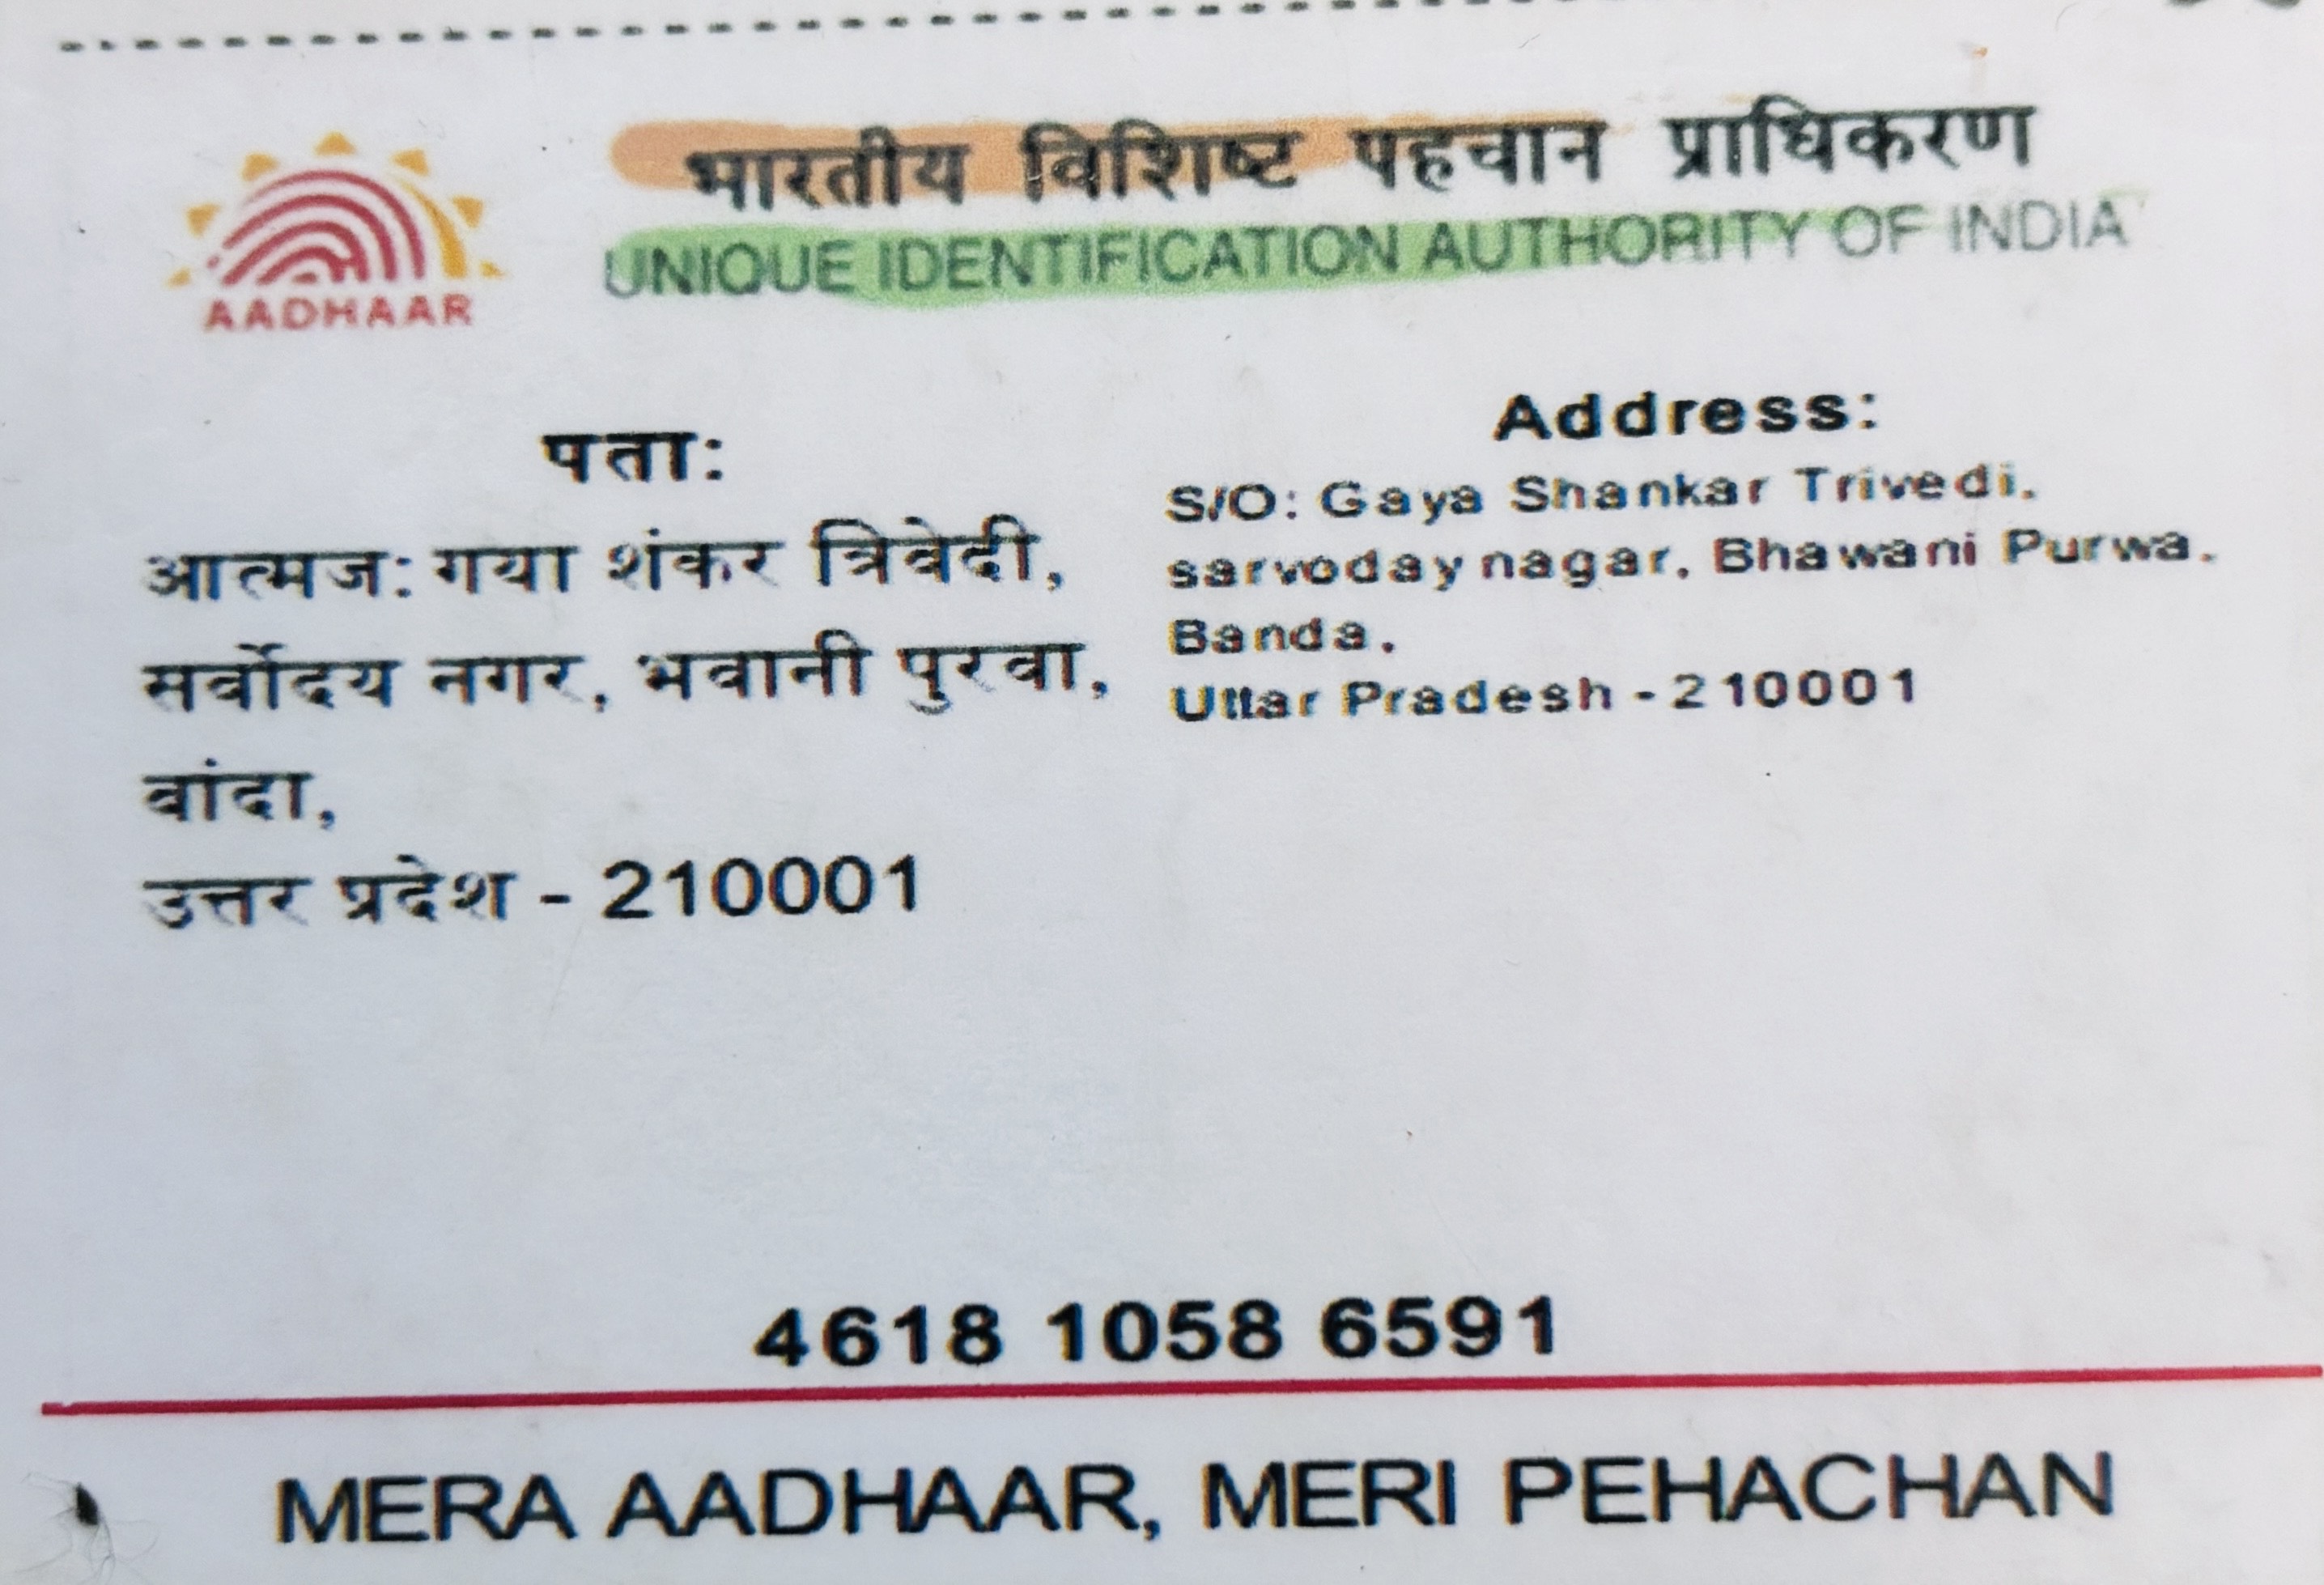 भारतीय विशिष्ट पहचान प्राधिकरण
UNIQUE IDENTIFICATION AUTHORITY OF INDIA
AADHAAR
पता:
आत्मज: गया शंकर त्रिवेदी,
सर्वोदय नगर, भवानी पुरवा,
वांदा,
उत्तर प्रदेश - 210001
Address:
S/O: Gaya Shankar Trivedi,
sarvoday nagar, Bhawani Purwa,
Banda,
Uttar Pradesh - 210001
4618 1058 6591
MERA AADHAAR, MERI PEHACHAN